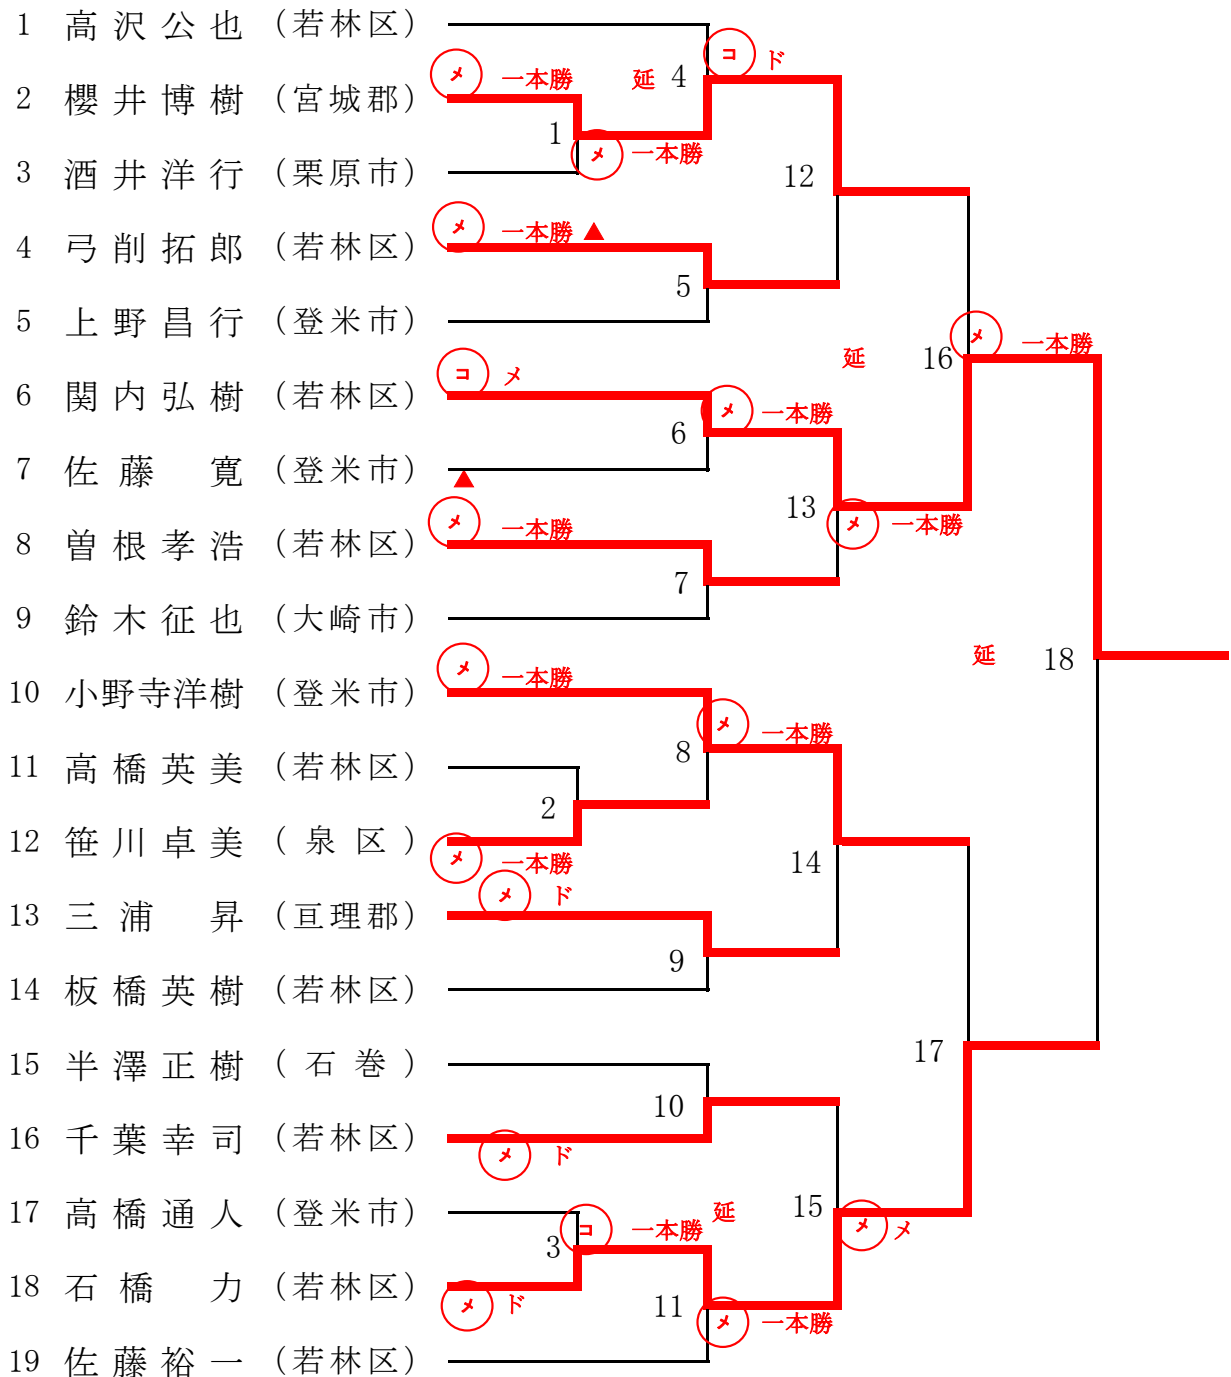 1 高沢公也 (若林区)
コ ド
メ 一本勝 延 4
2 櫻井博樹 (宮城郡)
1 メ 一本勝
3 酒井洋行 (栗原市) 12
メ 一本勝 ▲
4 弓削拓郎 (若林区)
5
5 上野昌行 (登米市)
延 16 メ 一本勝
コ メ
6 関内弘樹 (若林区)
メ 一本勝
6
7 佐藤 寛 (登米市)
▲
13
メ 一本勝 メ 一本勝
8 曽根孝浩 (若林区)
7
9 鈴木征也 (大崎市)
延 18
メ 一本勝
10 小野寺洋樹 (登米市)
メ 一本勝
8
11 高橋英美 (若林区)
2
12 笹川卓美 (泉区)
メ 一本勝 14
メ ド
13 三浦 昇 (亘理郡)
9
14 板橋英樹 (若林区)
17
15 半澤正樹 (石巻)
10
16 千葉幸司 (若林区)
メ ド
17 高橋通人 (登米市) 延 15
コ 一本勝 メ メ
3
18 石橋 力 (若林区)
メ ド 11 メ 一本勝
19 佐藤裕一 (若林区)